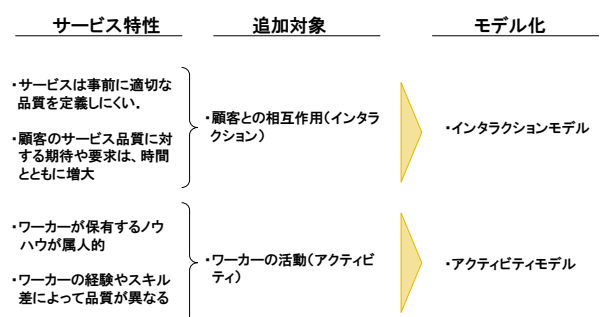 サービス特性
追加対象
モデル化
・サービスは事前に適切な
品質を定義しにくい.
・顧客のサービス品質に対
する期待や要求は、時間
とともに増大
・顧客との相互作用(インタラ
クション)
・インタラクションモデル
・ワーカーが保有するノウ
ハウが属人的
・ワーカーの経験やスキル
差によって品質が異なる
・ワーカーの活動(アクティビ
ティ)
・アクティビティモデル